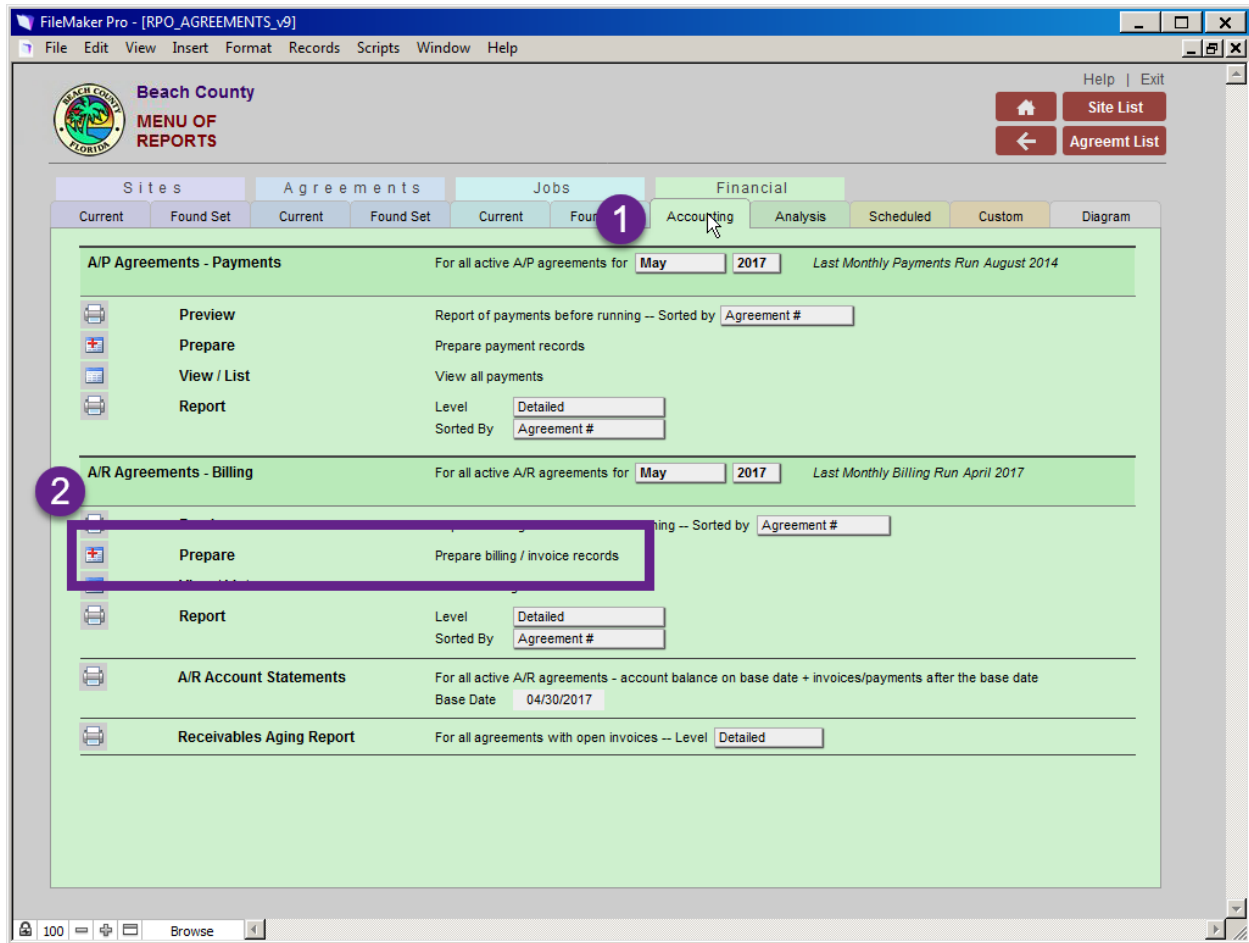 FileMaker Pro - [RPO_AGREEMENTS_v9]
File Edit View Insert Format Records Scripts Window Help
Help | Exit
BEACH COUNTY
FLORIDA
Beach County
MENU OF
REPORTS
Site List
Agreemt List
Sites Agreements Jobs Financial
Current Found Set Current Found Set Current 1 Accounting Analysis Scheduled Custom Diagram
A/P Agreements - Payments For all active A/P agreements for May 2017 Last Monthly Payments Run August 2014
Preview Report of payments before running -- Sorted by Agreement #
Prepare Prepare payment records
View / List View all payments
Report Level Detailed
Sorted By Agreement #
A/R Agreements - Billing For all active A/R agreements for May 2017 Last Monthly Billing Run April 2017
2
-- Sorted by Agreement #
Prepare Prepare billing / invoice records
Report Level Detailed
Sorted By Agreement #
A/R Account Statements For all active A/R agreements - account balance on base date + invoices/payments after the base date
Base Date 04/30/2017
Receivables Aging Report For all agreements with open invoices -- Level Detailed
100 Browse